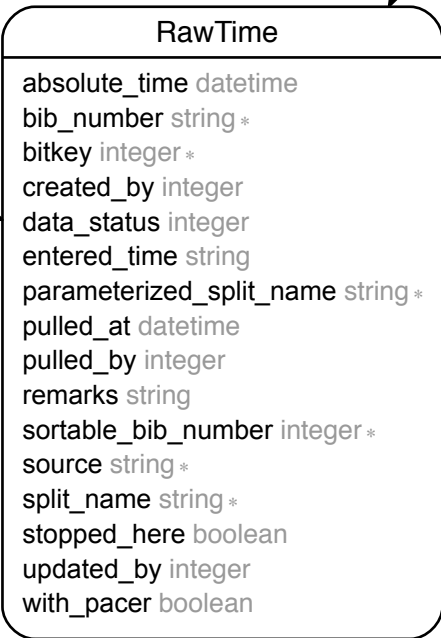 RawTime
absolute_time datetime
bib_number string *
bitkey integer *
created_by integer
data_status integer
entered_time string
parameterized_split_name string *
pulled_at datetime
pulled_by integer
remarks string
sortable_bib_number integer *
source string *
split_name string *
stopped_here boolean
updated_by integer
with_pacer boolean